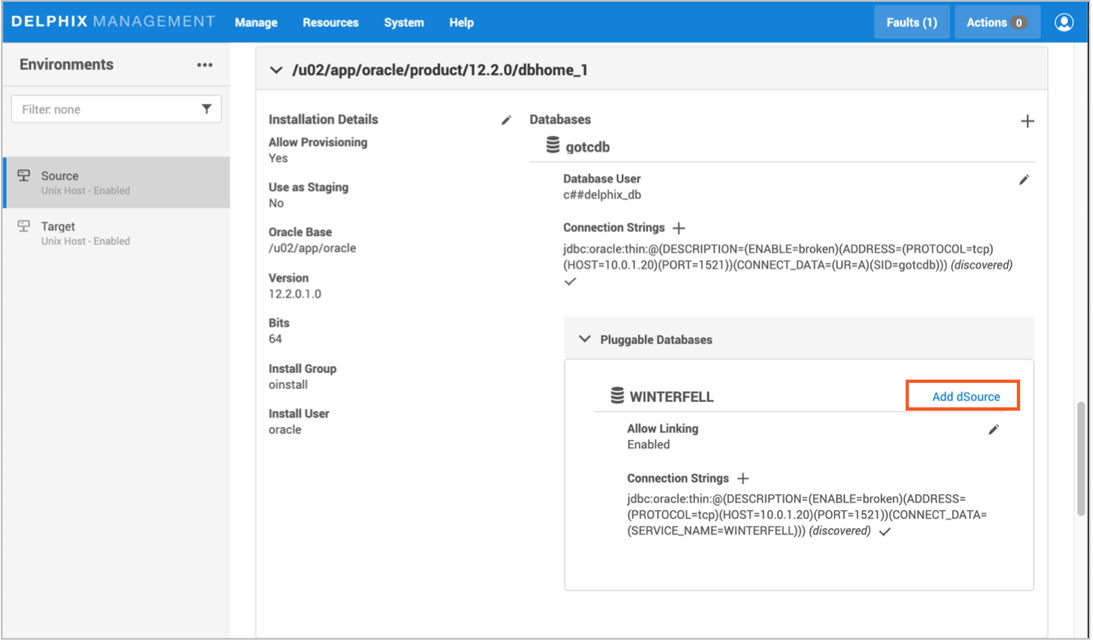 DELPHIX MANAGEMENT
Manage
Resources
System
Help
Faults (1)
Actions 0
Environments
Filter: none
Source
Unix Host - Enabled
Target
Unix Host - Enabled
/u02/app/oracle/product/12.2.0/dbhome_1
Installation Details
Allow Provisioning
Yes
Use as Staging
No
Oracle Base
/u02/app/oracle
Version
12.2.0.1.0
Bits
64
Install Group
oinstall
Install User
oracle
Databases
gotcdb
Database User
c##delphix_db
Connection Strings
jdbc:oracle:thin:@(DESCRIPTION=(ENABLE=broken)(ADDRESS=(PROTOCOL=tcp)
(HOST=10.0.1.20)(PORT=1521))(CONNECT_DATA=(UR=A)(SID=gotcdb))) (discovered)
Pluggable Databases
WINTERFELL
Add dSource
Allow Linking
Enabled
Connection Strings
jdbc:oracle:thin:@(DESCRIPTION=(ENABLE=broken)(ADDRESS=
(PROTOCOL=tcp)(HOST=10.0.1.20)(PORT=1521))(CONNECT_DATA=
(SERVICE_NAME=WINTERFELL))) (discovered)